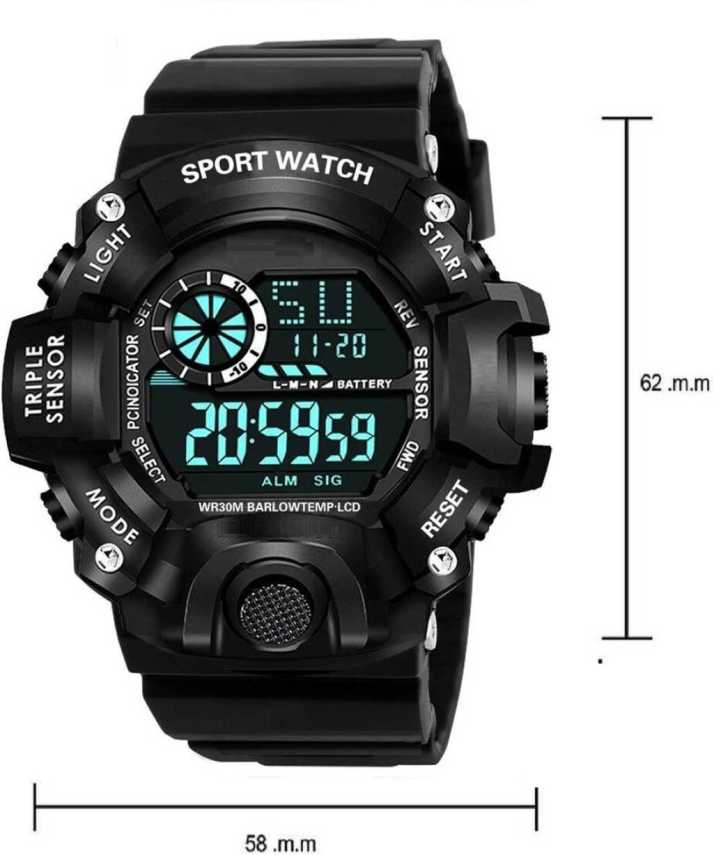 SPORT WATCH
LIGHT
START
SET
REV
10
0
-10
SU
11-20
L-M-N BATTERY
TRIPLE
SENSOR
PCINOICATOR
SENSOR
20:59 59
ALM SIG
SELECT
FWD
WR30M BARLOWTEMP·LCD
MODE
RESET
62 .m.m
58 .m.m